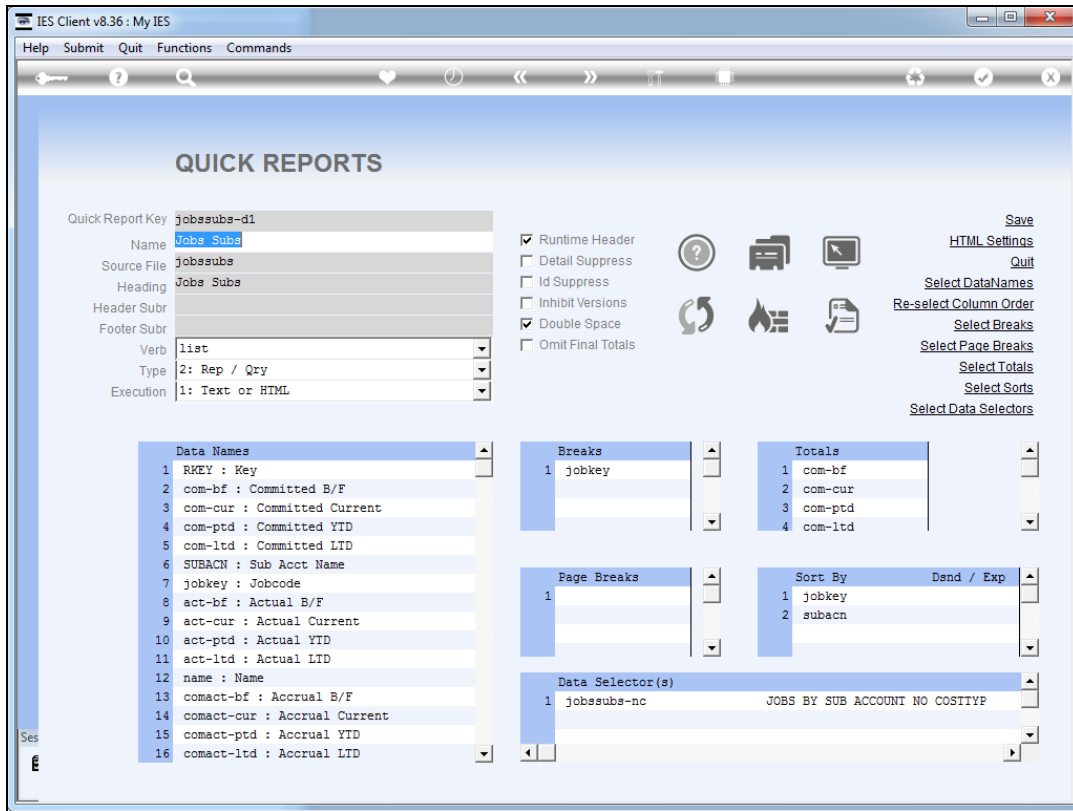 IES Client v8.36 : My IES
Help Submit Quit Functions Commands
QUICK REPORTS
Quick Report Key jobssubs-d1
Name Jobs Subs
Source File jobssubs
Heading Jobs Subs
Header Subr
Footer Subr
Verb list
Type 2: Rep / Qry
Execution 1: Text or HTML
Runtime Header
Detail Suppress
Id Suppress
Inhibit Versions
Double Space
Omit Final Totals
Save
HTML Settings
Quit
Select DataNames
Re-select Column Order
Select Breaks
Select Page Breaks
Select Totals
Select Sorts
Select Data Selectors
Data Names
1 RKEY : Key
2 com-bf : Committed B/F
3 com-cur : Committed Current
4 com-ptd : Committed YTD
5 com-ltd : Committed LTD
6 SUBACN : Sub Acct Name
7 jobkey : Jobcode
8 act-bf : Actual B/F
9 act-cur : Actual Current
10 act-ptd : Actual YTD
11 act-ltd : Actual LTD
12 name : Name
13 comact-bf : Accrual B/F
14 comact-cur : Accrual Current
15 comact-ptd : Accrual YTD
16 comact-ltd : Accrual LTD
Breaks
1 jobkey
Totals
1 com-bf
2 com-cur
3 com-ptd
4 com-ltd
Page Breaks
1
Sort By Dsnd / Exp
1 jobkey
2 subacn
Data Selector(s)
1 jobssubs-nc JOBS BY SUB ACCOUNT NO COSTTYP
Ses